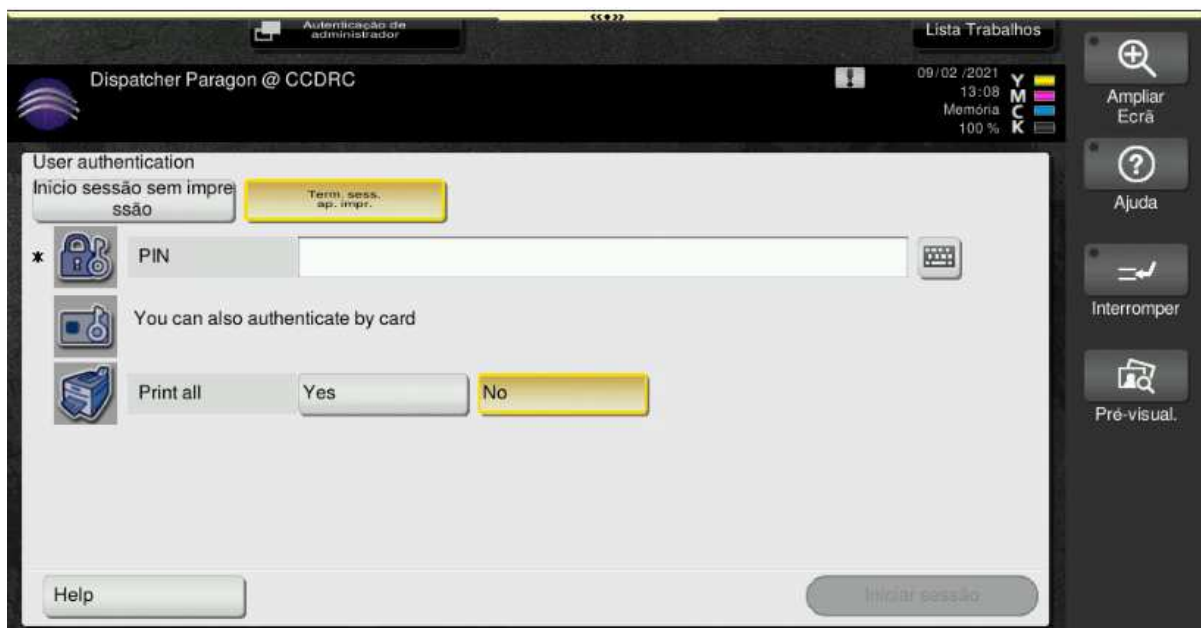 Autenticação de
administrador
Lista Trabalhos
Dispatcher Paragon @ CCDRC
09/02 /2021
13:08
Memória
100 %
Y
M
C
K
Ampliar
Ecrã
User authentication
Inicio sessão sem impre
ssão
Term. sess.
ap. impr.
Ajuda
* PIN
You can also authenticate by card
Interromper
Print all Yes No
Pré-visual.
Help
Iniciar sessão